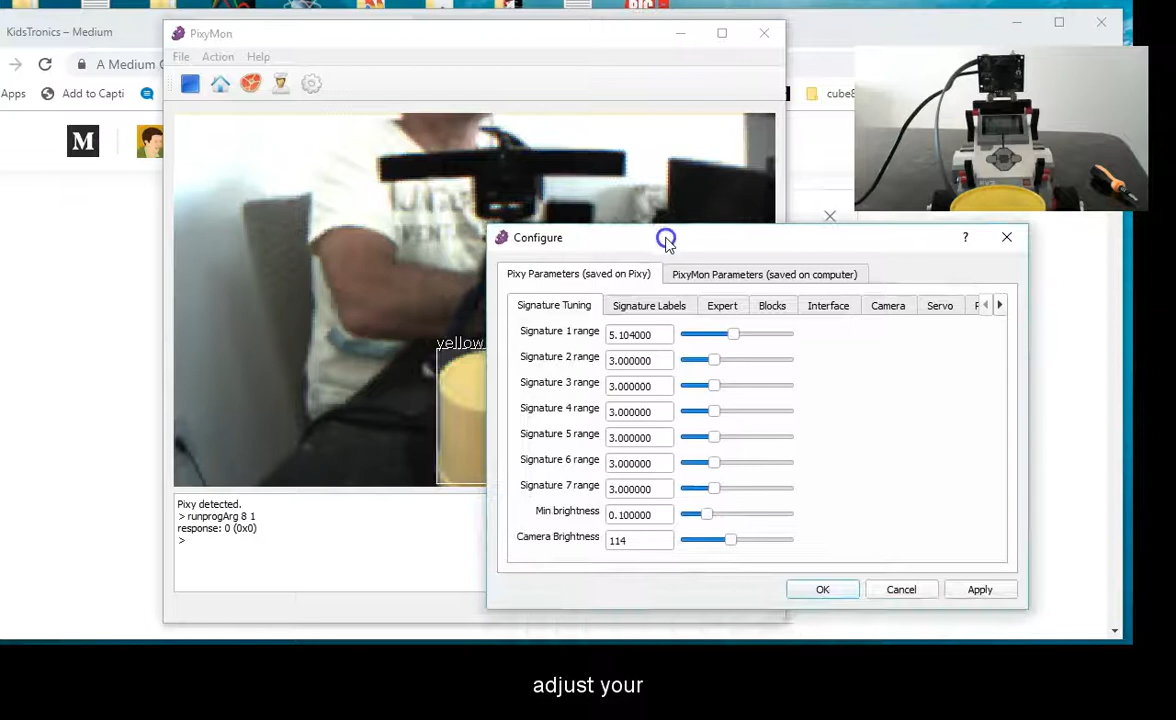 KidsTronics – Medium
PixyMon
File Action Help
A Medium
Apps
Add to Capti
cube
M
yellow
Configure
?
Pixy Parameters (saved on Pixy)
PixyMon Parameters (saved on computer)
Signature Tuning Signature Labels Expert Blocks Interface Camera Servo
Signature 1 range 5.104000
Signature 2 range 3.000000
Signature 3 range 3.000000
Signature 4 range 3.000000
Signature 5 range 3.000000
Signature 6 range 3.000000
Signature 7 range 3.000000
Min brightness 0.100000
Camera Brightness 114
OK Cancel Apply
Pixy detected.
> runprogArg 8 1
response: 0 (0x0)
>
adjust your